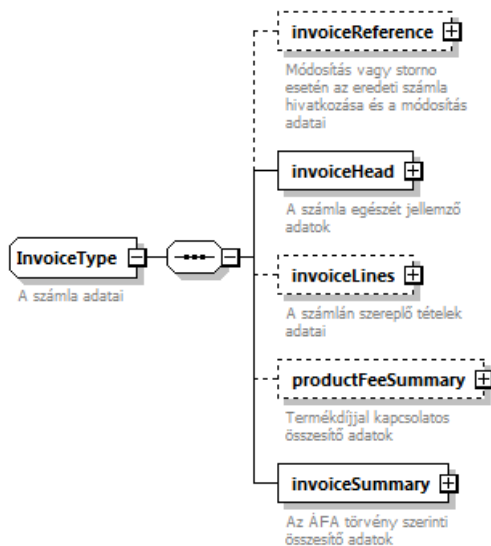 invoiceReference
Módosítás vagy storno
esetén az eredeti számla
hivatkozása és a módosítás
adatai
invoiceHead
A számla egészét jellemző
adatok
InvoiceType
A számla adatai
invoiceLines
A számlán szereplő tételek
adatai
productFeeSummary
Termékdíjjal kapcsolatos
összesítő adatok
invoiceSummary
Az ÁFA törvény szerinti
összesítő adatok